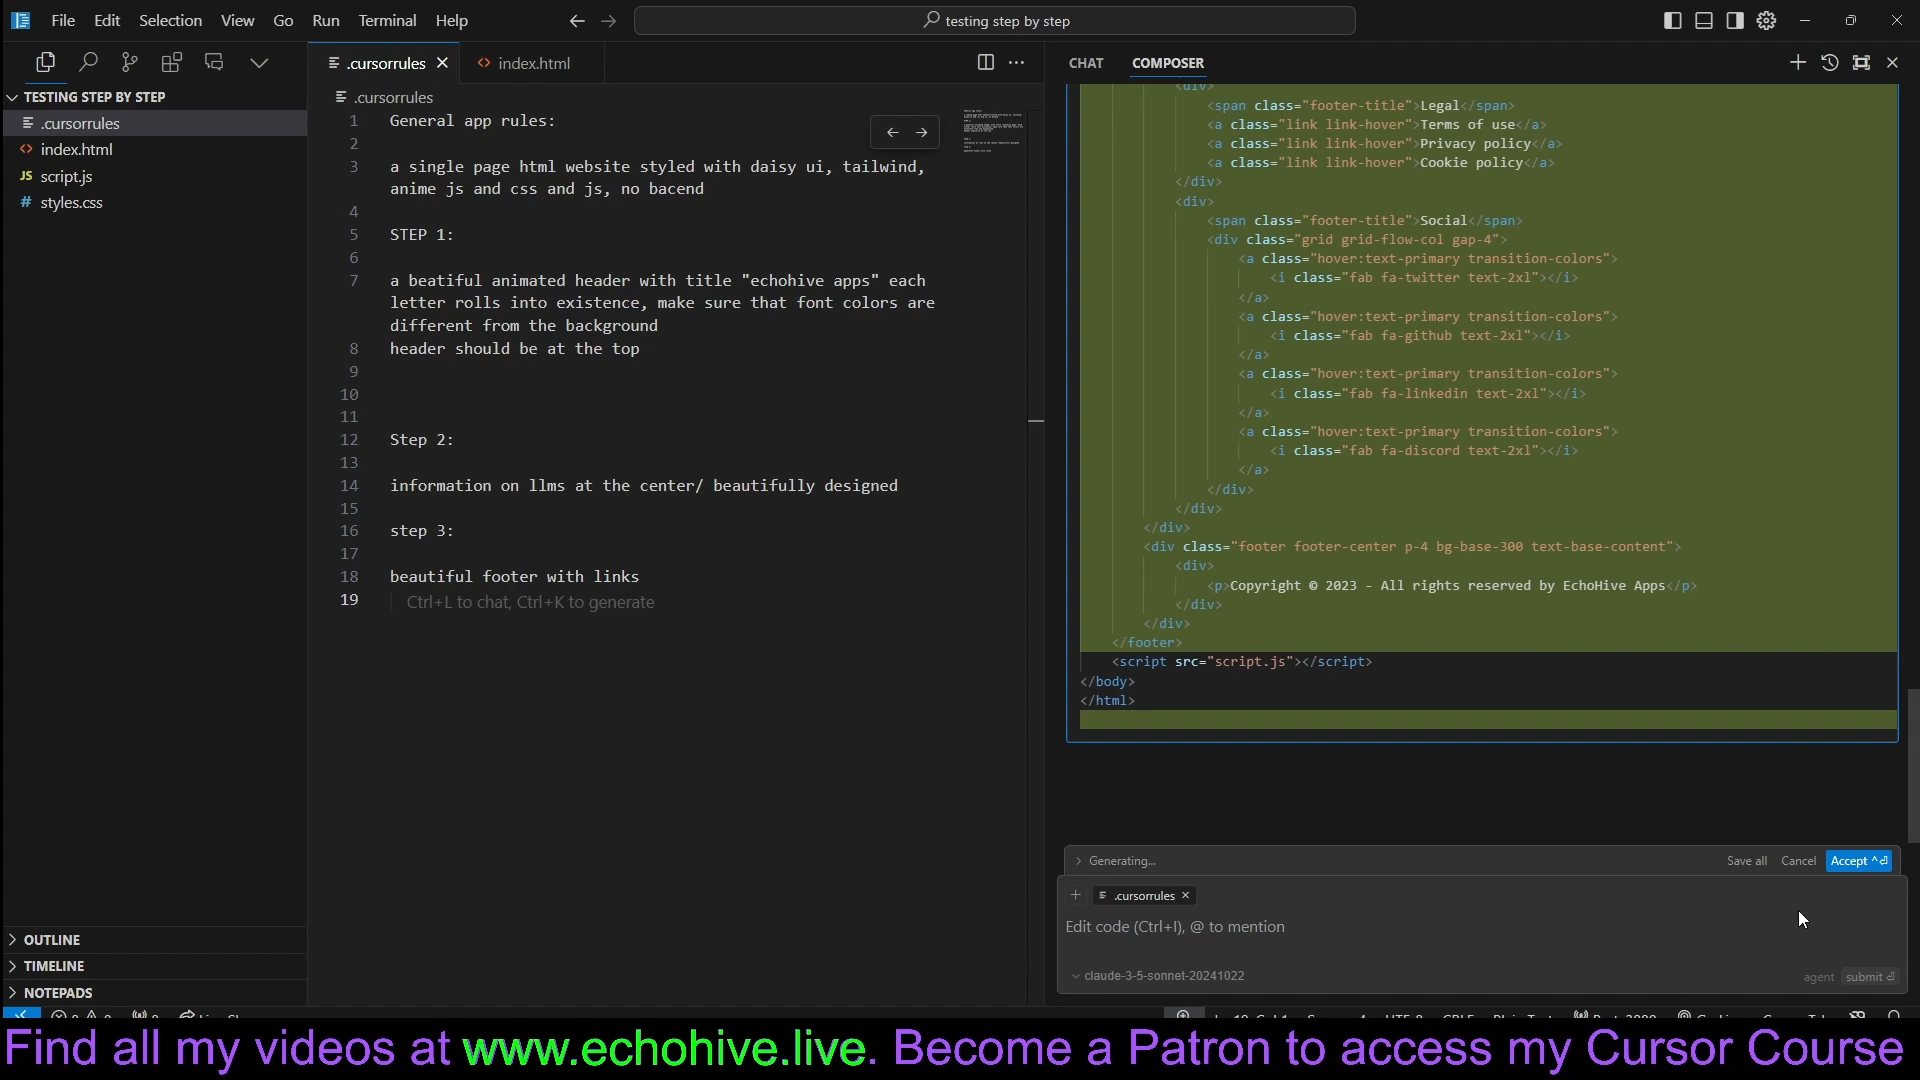 File Edit Selection View Go Run Terminal Help
testing step by step
TESTING STEP BY STEP
.cursorrules
index.html
JS script.js
# styles.css
OUTLINE
TIMELINE
NOTEPADS
.cursorrules
index.html
.cursorrules
1 General app rules:
2
3 a single page html website styled with daisy ui, tailwind,
anime js and css and js, no bacend
4
5 STEP 1:
6
7 a beatiful animated header with title "echohive apps" each
letter rolls into existence, make sure that font colors are
different from the background
8 header should be at the top
9
10
11
12 Step 2:
13
14 information on llms at the center/ beautifully designed
15
16 step 3:
17
18 beautiful footer with links
19 Ctrl+L to chat, Ctrl+K to generate
CHAT COMPOSER
<div>
<span class="footer-title">Legal</span>
<a class="link link-hover">Terms of use</a>
<a class="link link-hover">Privacy policy</a>
<a class="link link-hover">Cookie policy</a>
</div>
<div>
<span class="footer-title">Social</span>
<div class="grid grid-flow-col gap-4">
<a class="hover:text-primary transition-colors">
<i class="fab fa-twitter text-2xl"></i>
</a>
<a class="hover:text-primary transition-colors">
<i class="fab fa-github text-2xl"></i>
</a>
<a class="hover:text-primary transition-colors">
<i class="fab fa-linkedin text-2xl"></i>
</a>
<a class="hover:text-primary transition-colors">
<i class="fab fa-discord text-2xl"></i>
</a>
</div>
</div>
</div>
<div class="footer footer-center p-4 bg-base-300 text-base-content">
<div>
<p>Copyright © 2023 - All rights reserved by EchoHive Apps</p>
</div>
</div>
</footer>
<script src="script.js"></script>
</body>
</html>
Generating... Save all Cancel Accept ^⏎
.cursorrules
Edit code (Ctrl+I), @ to mention
claude-3-5-sonnet-20241022
agent submit ⏎
Find all my videos at www.echohive.live. Become a Patron to access my Cursor Course